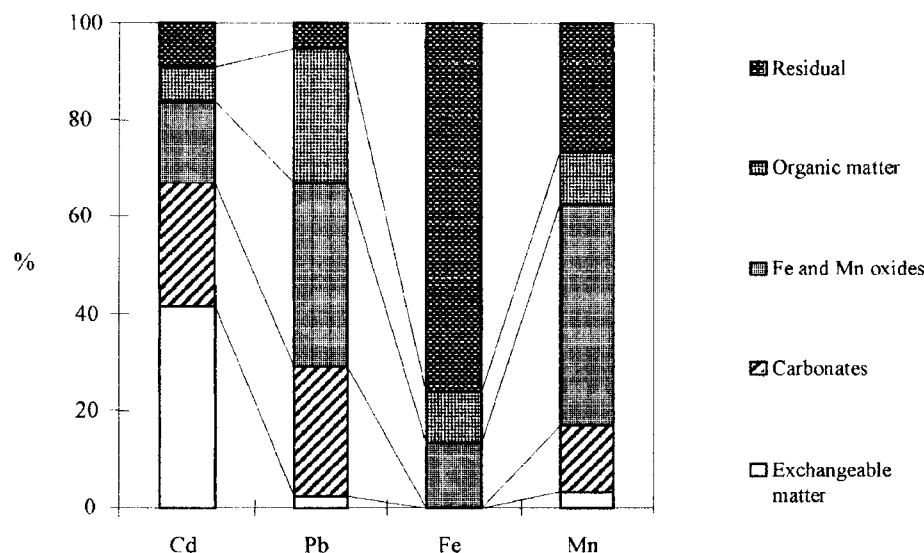 100
80
60
%
40
20
0
Cd Pb Fe Mn
Residual
Organic matter
Fe and Mn oxides
Carbonates
Exchangeable
matter